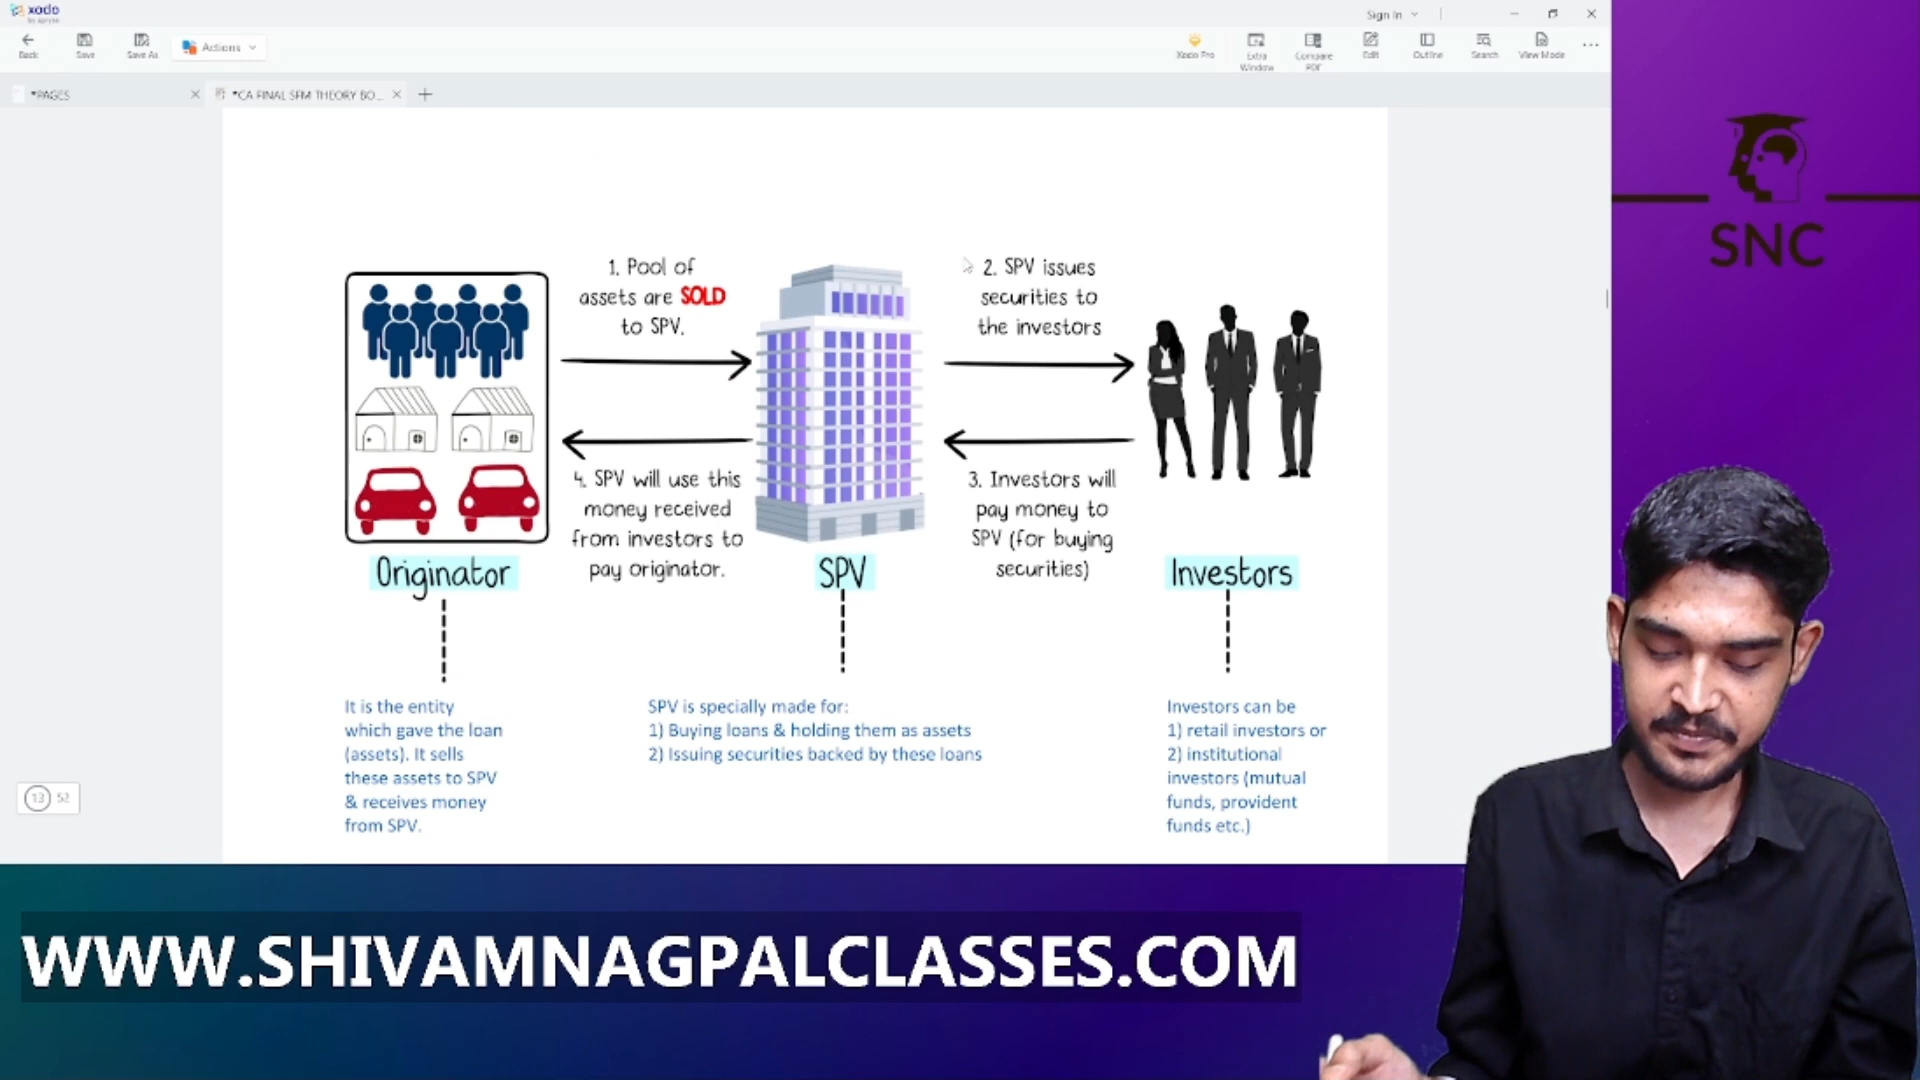 xodo
Sign In
Back
Save
Save As
Actions
Xodo Pro
Extra
Window
Compare
PDF
Edit
Outline
Search
View Mode
*PAGES
*CA FINAL SFM THEORY BO...
SNC
1. Pool of
assets are SOLD
to SPV.
2. SPV issues
securities to
the investors
4. SPV will use this
money received
from investors to
pay originator.
3. Investors will
pay money to
SPV (for buying
securities)
Originator
SPV
Investors
It is the entity
which gave the loan
(assets). It sells
these assets to SPV
& receives money
from SPV.
SPV is specially made for:
1) Buying loans & holding them as assets
2) Issuing securities backed by these loans
Investors can be
1) retail investors or
2) institutional
investors (mutual
funds, provident
funds etc.)
13 52
WWW.SHIVAMNAGPALCLASSES.COM